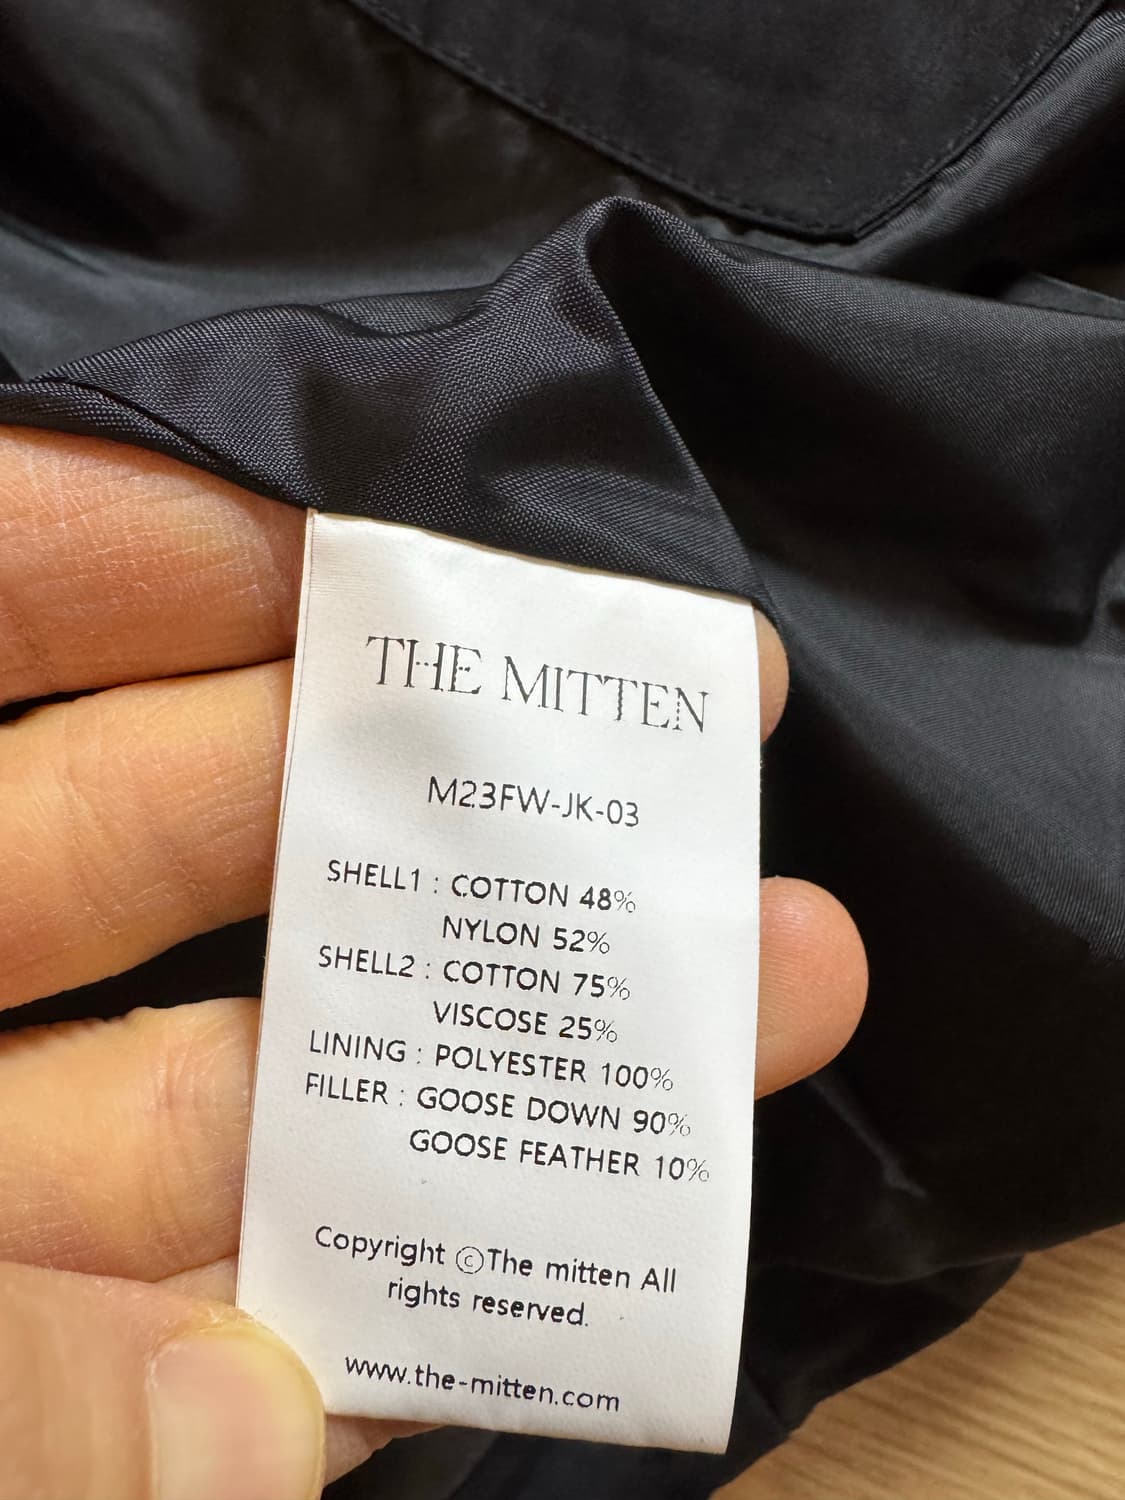 THE MITTEN
M23FW-JK-03
SHELL1 : COTTON 48%
NYLON 52%
SHELL2 : COTTON 75%
VISCOSE 25%
LINING : POLYESTER 100%
FILLER : GOOSE DOWN 90%
GOOSE FEATHER 10%
Copyright ©The mitten All
rights reserved.
www.the-mitten.com